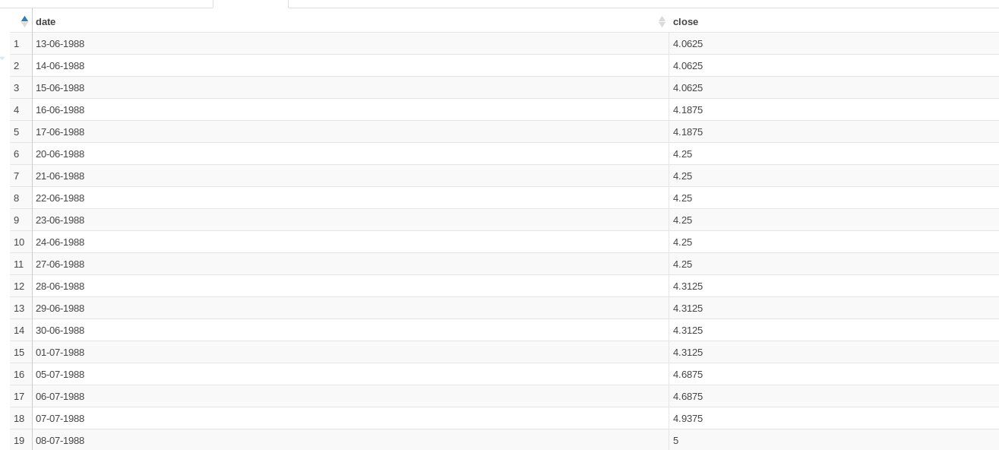 date close
1 13-06-1988 4.0625
2 14-06-1988 4.0625
3 15-06-1988 4.0625
4 16-06-1988 4.1875
5 17-06-1988 4.1875
6 20-06-1988 4.25
7 21-06-1988 4.25
8 22-06-1988 4.25
9 23-06-1988 4.25
10 24-06-1988 4.25
11 27-06-1988 4.25
12 28-06-1988 4.3125
13 29-06-1988 4.3125
14 30-06-1988 4.3125
15 01-07-1988 4.3125
16 05-07-1988 4.6875
17 06-07-1988 4.6875
18 07-07-1988 4.9375
19 08-07-1988 5